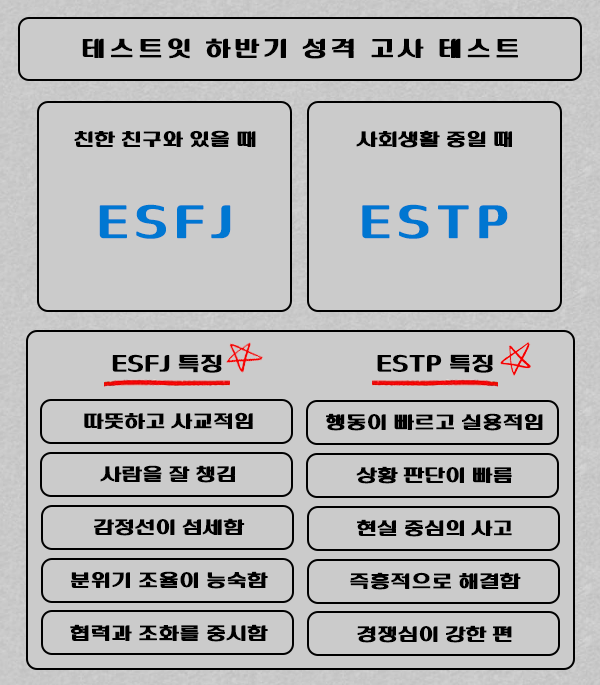 테스트잇 하반기 성격 고사 테스트
친한 친구와 있을 때
ESFJ
사회생활 중일 때
ESTP
ESFJ 특징
따뜻하고 사교적임
사람을 잘 챙김
감정선이 섬세함
분위기 조율이 능숙함
협력과 조화를 중시함
ESTP 특징
행동이 빠르고 실용적임
상황 판단이 빠름
현실 중심의 사고
즉흥적으로 해결함
경쟁심이 강한 편